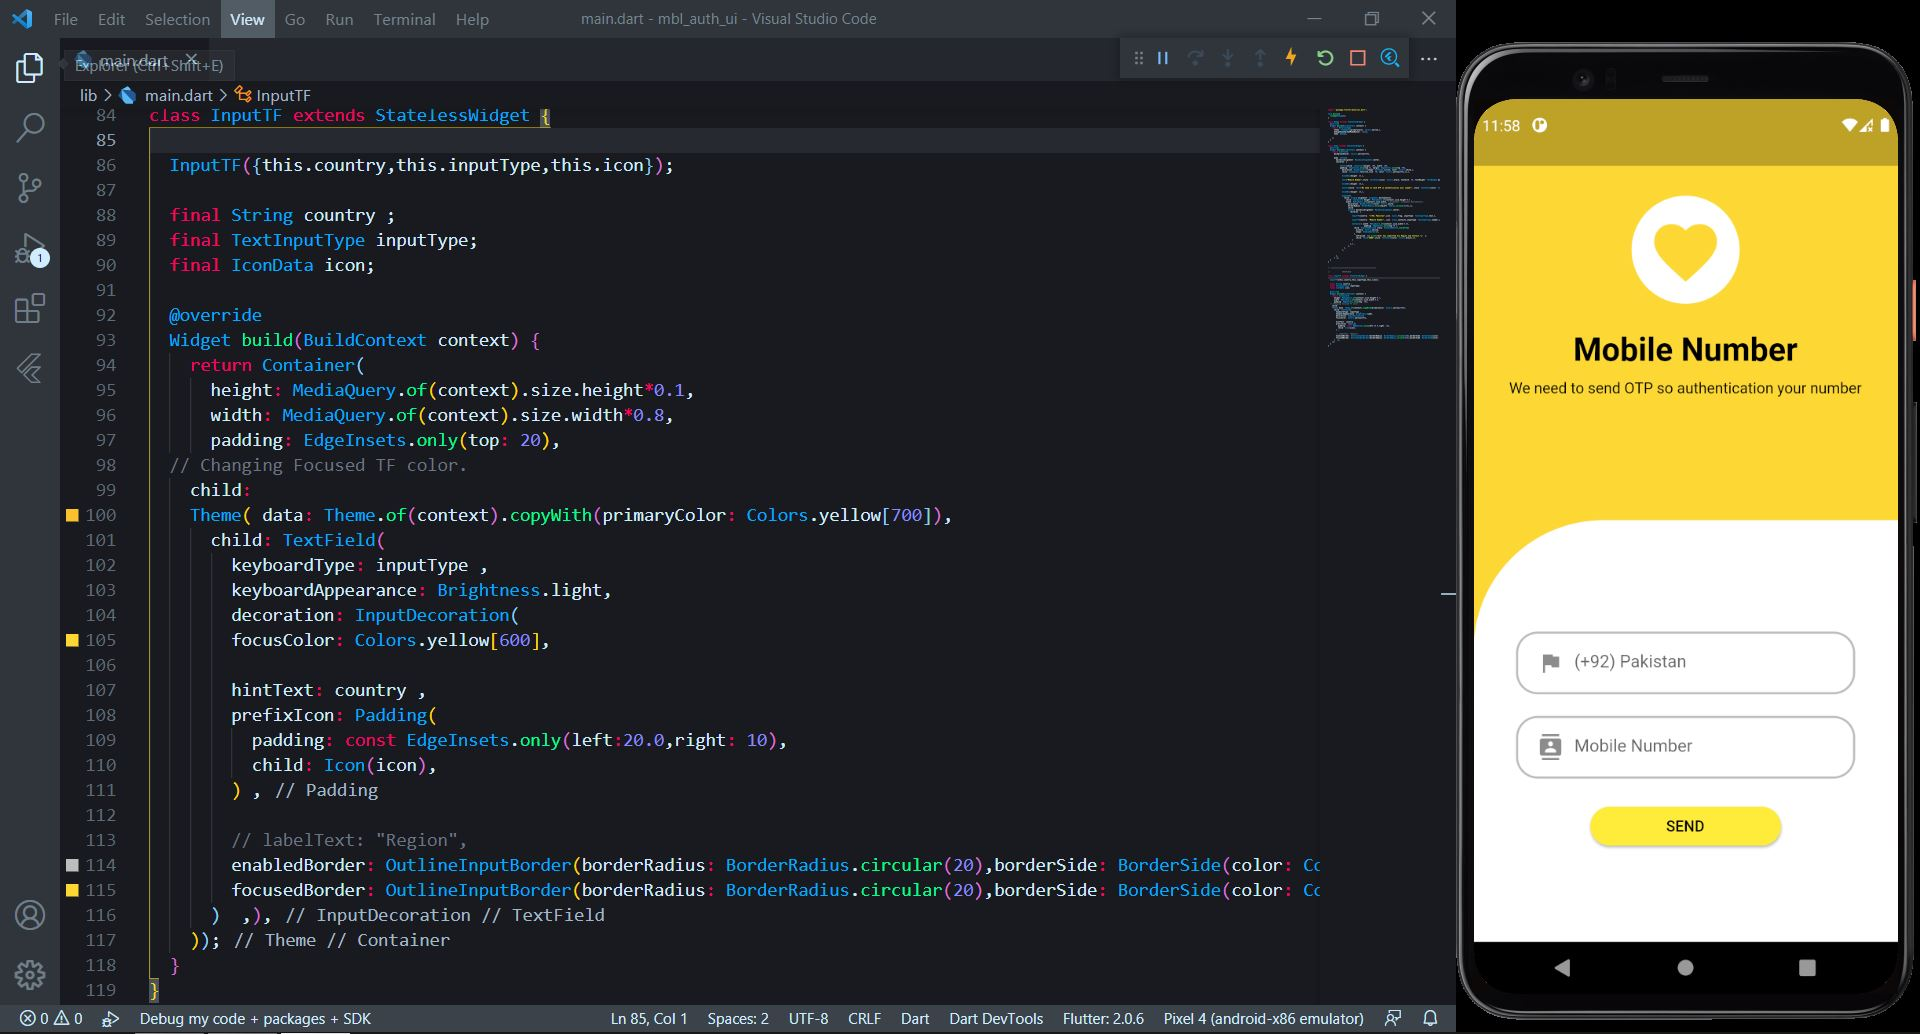 File Edit Selection View Go Run Terminal Help
main.dart - mbl_auth_ui - Visual Studio Code
main.dart
Explorer (Ctrl+Shift+E)
lib > main.dart > InputTF
84 class InputTF extends StatelessWidget {
85
86 InputTF({this.country,this.inputType,this.icon});
87
88 final String country ;
89 final TextInputType inputType;
90 final IconData icon;
91
92 @override
93 Widget build(BuildContext context) {
94 return Container(
95 height: MediaQuery.of(context).size.height*0.1,
96 width: MediaQuery.of(context).size.width*0.8,
97 padding: EdgeInsets.only(top: 20),
98 // Changing Focused TF color.
99 child:
100 Theme( data: Theme.of(context).copyWith(primaryColor: Colors.yellow[700]),
101 child: TextField(
102 keyboardType: inputType ,
103 keyboardAppearance: Brightness.light,
104 decoration: InputDecoration(
105 focusColor: Colors.yellow[600],
106
107 hintText: country ,
108 prefixIcon: Padding(
109 padding: const EdgeInsets.only(left:20.0,right: 10),
110 child: Icon(icon),
111 ) , // Padding
112
113 // labelText: "Region",
114 enabledBorder: OutlineInputBorder(borderRadius: BorderRadius.circular(20),borderSide: BorderSide(color: Co
115 focusedBorder: OutlineInputBorder(borderRadius: BorderRadius.circular(20),borderSide: BorderSide(color: Co
116 ) ,), // InputDecoration // TextField
117 )); // Theme // Container
118 }
119 }
1
0 0 Debug my code + packages + SDK
Ln 85, Col 1 Spaces: 2 UTF-8 CRLF Dart Dart DevTools Flutter: 2.0.6 Pixel 4 (android-x86 emulator)
11:58
Mobile Number
We need to send OTP so authentication your number
(+92) Pakistan
Mobile Number
SEND